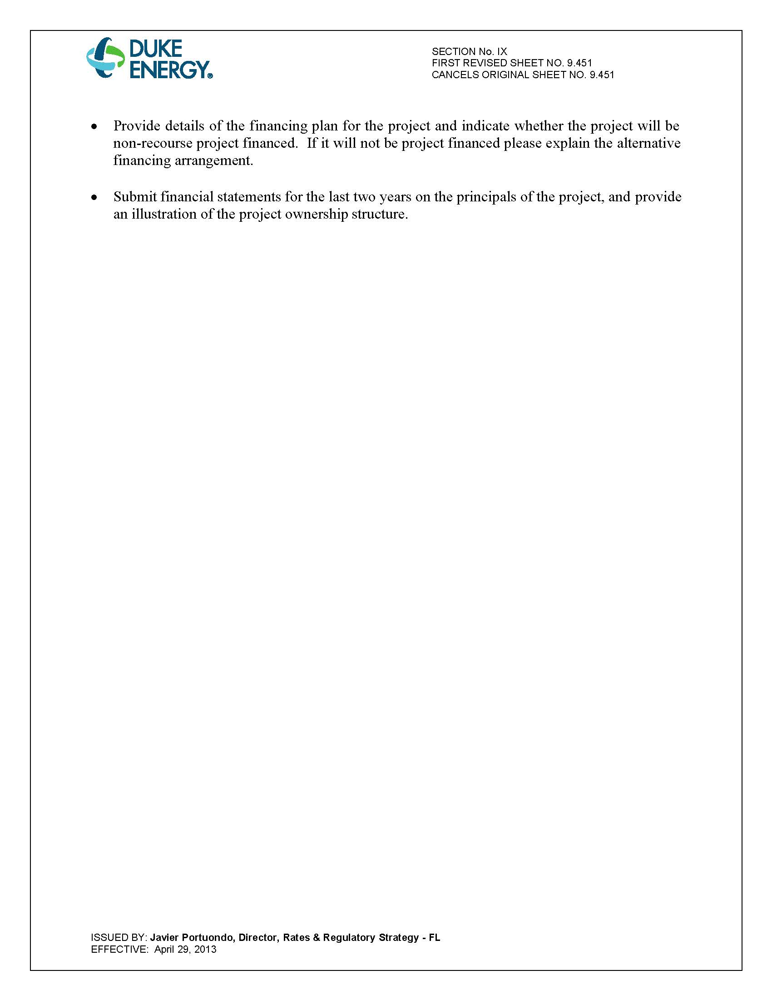 DUKE
ENERGY®
SECTION No. IX
FIRST REVISED SHEET NO. 9.451
CANCELS ORIGINAL SHEET NO. 9.451
• Provide details of the financing plan for the project and indicate whether the project will be
non-recourse project financed.  If it will not be project financed please explain the alternative
financing arrangement.
• Submit financial statements for the last two years on the principals of the project, and provide
an illustration of the project ownership structure.
ISSUED BY: Javier Portuondo, Director, Rates & Regulatory Strategy - FL
EFFECTIVE:  April 29, 2013